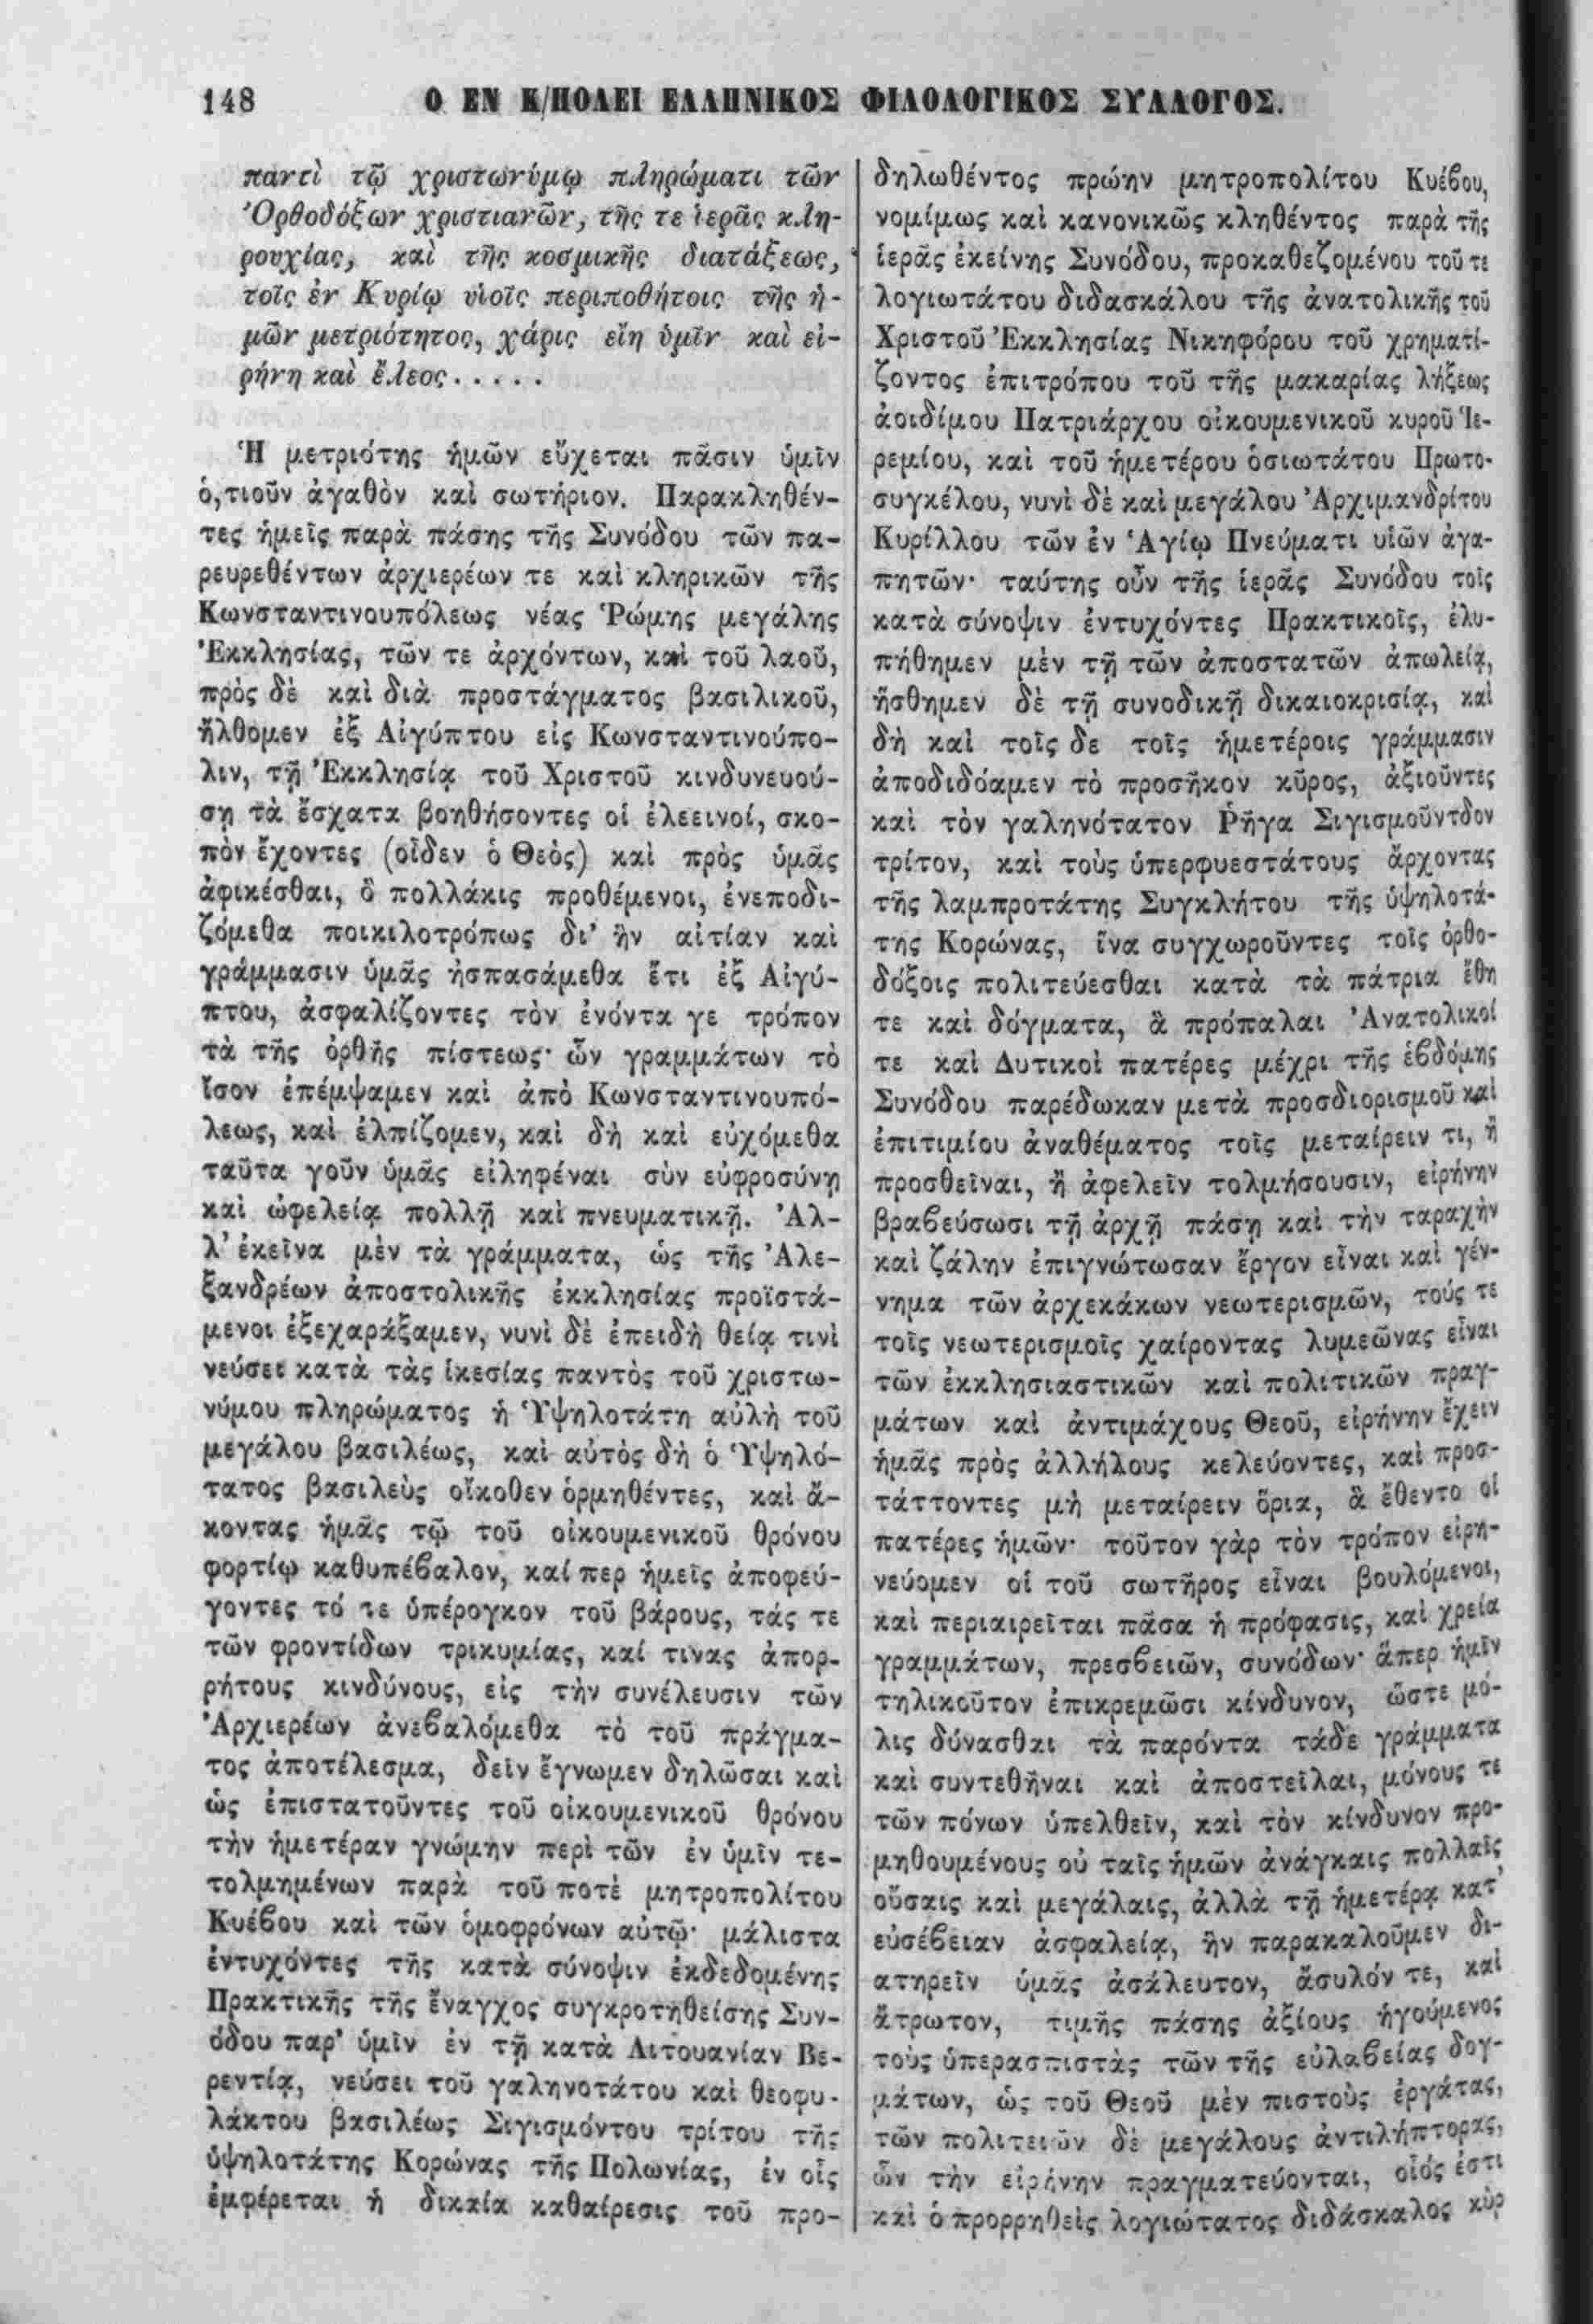 148 Ο ΕΝ Κ/ΠΟΛΕΙ ΕΛΛΗΝΙΚΟΣ ΦΙΛΟΛΟΓΙΚΟΣ ΣΥΛΛΟΓΟΣ.
παντὶ τῷ χριστωνύμῳ πληρώματι τῶν
Ὀρθοδόξων χριστιανῶν, τῆς τε ἱερᾶς κλη-
ρουχίας, καὶ τῆς κοσμικῆς διατάξεως,
τοῖς ἐν Κυρίῳ υἱοῖς περιποθήτοις τῆς ἡ-
μῶν μετριότητος, χάρις εἴη ὑμῖν καὶ εἰ-
ρήνη καὶ ἔλεος.....
Ἡ μετριότης ἡμῶν εὔχεται πᾶσιν ὑμῖν
ὁ,τιοῦν ἀγαθὸν καὶ σωτήριον. Παρακληθέν-
τες ἡμεῖς παρὰ πάσης τῆς Συνόδου τῶν πα-
ρευρεθέντων ἀρχιερέων τε καὶ κληρικῶν τῆς
Κωνσταντινουπόλεως νέας Ῥώμης μεγάλης
Ἐκκλησίας, τῶν τε ἀρχόντων, καὶ τοῦ λαοῦ,
πρὸς δὲ καὶ διὰ προστάγματος βασιλικοῦ,
ἤλθομεν ἐξ Αἰγύπτου εἰς Κωνσταντινούπο-
λιν, τῇ Ἐκκλησίᾳ τοῦ Χριστοῦ κινδυνευού-
σῃ τὰ ἔσχατα βοηθήσοντες οἱ ἐλεεινοί, σκο-
πὸν ἔχοντες (οἶδεν ὁ Θεὸς) καὶ πρὸς ὑμᾶς
ἀφικέσθαι, ὃ πολλάκις προθέμενοι, ἐνεποδι-
ζόμεθα ποικιλοτρόπως δι' ἣν αἰτίαν καὶ
γράμμασιν ὑμᾶς ἠσπασάμεθα ἔτι ἐξ Αἰγύ-
πτου, ἀσφαλίζοντες τὸν ἐνόντα γε τρόπον
τὰ τῆς ὀρθῆς πίστεως· ὧν γραμμάτων τὸ
ἴσον ἐπέμψαμεν καὶ ἀπὸ Κωνσταντινουπό-
λεως, καὶ ἐλπίζομεν, καὶ δὴ καὶ εὐχόμεθα
ταῦτα γοῦν ὑμᾶς εἰληφέναι σὺν εὐφροσύνῃ
καὶ ὠφελείᾳ πολλῇ καὶ πνευματικῇ. Ἀλ-
λ' ἐκεῖνα μὲν τὰ γράμματα, ὡς τῆς Ἀλε-
ξανδρέων ἀποστολικῆς ἐκκλησίας προϊστά-
μενοι ἐξεχαράξαμεν, νυνὶ δὲ ἐπειδὴ θείᾳ τινὶ
νεύσει κατὰ τὰς ἱκεσίας παντὸς τοῦ χριστω-
νύμου πληρώματος ἡ Ὑψηλοτάτη αὐλὴ τοῦ
μεγάλου βασιλέως, καὶ αὐτὸς δὴ ὁ Ὑψηλό-
τατος βασιλεὺς οἴκοθεν ὁρμηθέντες, καὶ ἄ-
κοντας ἡμᾶς τῷ τοῦ οἰκουμενικοῦ θρόνου
φορτίῳ καθυπέβαλον, καί περ ἡμεῖς ἀποφεύ-
γοντες τό τε ὑπέρογκον τοῦ βάρους, τάς τε
τῶν φροντίδων τρικυμίας, καί τινας ἀπορ-
ρήτους κινδύνους, εἰς τὴν συνέλευσιν τῶν
Ἀρχιερέων ἀνεβαλόμεθα τὸ τοῦ πράγμα-
τος ἀποτέλεσμα, δεῖν ἔγνωμεν δηλῶσαι καὶ
ὡς ἐπιστατοῦντες τοῦ οἰκουμενικοῦ θρόνου
τὴν ἡμετέραν γνώμην περὶ τῶν ἐν ὑμῖν τε-
τολμημένων παρὰ τοῦ ποτὲ μητροπολίτου
Κυέβου καὶ τῶν ὁμοφρόνων αὐτῷ· μάλιστα
ἐντυχόντες τῆς κατὰ σύνοψιν ἐκδεδομένης
Πρακτικῆς τῆς ἔναγχος συγκροτηθείσης Συν-
όδου παρ' ὑμῖν ἐν τῇ κατὰ Λιτουανίαν Βε-
ρεντίᾳ, νεύσει τοῦ γαληνοτάτου καὶ θεοφυ-
λάκτου βασιλέως Σιγισμόντου τρίτου τῆς
ὑψηλοτάτης Κορώνας τῆς Πολωνίας, ἐν οἷς
ἐμφέρεται ἡ δικαία καθαίρεσις τοῦ προ-
δηλωθέντος πρώην μητροπολίτου Κυέβου,
νομίμως καὶ κανονικῶς κληθέντος παρὰ τῆς
ἱερᾶς ἐκείνης Συνόδου, προκαθεζομένου τοῦ τε
λογιωτάτου διδασκάλου τῆς ἀνατολικῆς τοῦ
Χριστοῦ Ἐκκλησίας Νικηφόρου τοῦ χρηματί-
ζοντος ἐπιτρόπου τοῦ τῆς μακαρίας λήξεως
ἀοιδίμου Πατριάρχου οἰκουμενικοῦ κυροῦ Ἱε-
ρεμίου, καὶ τοῦ ἡμετέρου ὁσιωτάτου Πρωτο-
συγκέλου, νυνὶ δὲ καὶ μεγάλου Ἀρχιμανδρίτου
Κυρίλλου τῶν ἐν Ἁγίῳ Πνεύματι υἱῶν ἀγα-
πητῶν· ταύτης οὖν τῆς ἱερᾶς Συνόδου τοῖς
κατὰ σύνοψιν ἐντυχόντες Πρακτικοῖς, ἐλυ-
πήθημεν μὲν τῇ τῶν ἀποστατῶν ἀπωλείᾳ,
ἥσθημεν δὲ τῇ συνοδικῇ δικαιοκρισίᾳ, καὶ
δὴ καὶ τοῖς δε τοῖς ἡμετέροις γράμμασιν
ἀποδιδόαμεν τὸ προσῆκον κῦρος, ἀξιοῦντες
καὶ τὸν γαληνότατον Ῥῆγα Σιγισμοῦντδον
τρίτον, καὶ τοὺς ὑπερφυεστάτους ἄρχοντας
τῆς λαμπροτάτης Συγκλήτου τῆς ὑψηλοτά-
της Κορώνας, ἵνα συγχωροῦντες τοῖς ὀρθο-
δόξοις πολιτεύεσθαι κατὰ τὰ πάτρια ἔθη
τε καὶ δόγματα, ἃ πρόπαλαι Ἀνατολικοί
τε καὶ Δυτικοὶ πατέρες μέχρι τῆς ἑβδόμης
Συνόδου παρέδωκαν μετὰ προσδιορισμοῦ καὶ
ἐπιτιμίου ἀναθέματος τοῖς μεταίρειν τι, ἢ
προσθεῖναι, ἢ ἀφελεῖν τολμήσουσιν, εἰρήνην
βραβεύσωσι τῇ ἀρχῇ πάσῃ καὶ τὴν ταραχὴν
καὶ ζάλην ἐπιγνώτωσαν ἔργον εἶναι καὶ γέν-
νημα τῶν ἀρχεκάκων νεωτερισμῶν, τούς τε
τοῖς νεωτερισμοῖς χαίροντας λυμεῶνας εἶναι
τῶν ἐκκλησιαστικῶν καὶ πολιτικῶν πραγ-
μάτων καὶ ἀντιμάχους Θεοῦ, εἰρήνην ἔχειν
ἡμᾶς πρὸς ἀλλήλους κελεύοντες, καὶ προσ-
τάττοντες μὴ μεταίρειν ὅρια, ἃ ἔθεντο οἱ
πατέρες ἡμῶν· τοῦτον γὰρ τὸν τρόπον εἰρη-
νεύομεν οἱ τοῦ σωτῆρος εἶναι βουλόμενοι,
καὶ περιαιρεῖται πᾶσα ἡ πρόφασις, καὶ χρεία
γραμμάτων, πρεσβειῶν, συνόδων· ἅπερ ἡμῖν
τηλικοῦτον ἐπικρεμῶσι κίνδυνον, ὥστε μό-
λις δύνασθαι τὰ παρόντα τάδε γράμματα
καὶ συντεθῆναι καὶ ἀποστεῖλαι, μόνους τε
τῶν πόνων ὑπελθεῖν, καὶ τὸν κίνδυνον προ-
μηθουμένους οὐ ταῖς ἡμῶν ἀνάγκαις πολλαῖς
οὔσαις καὶ μεγάλαις, ἀλλὰ τῇ ἡμετέρᾳ κατ'
εὐσέβειαν ἀσφαλείᾳ, ἣν παρακαλοῦμεν δι-
ατηρεῖν ὑμᾶς ἀσάλευτον, ἄσυλόν τε, καὶ
ἄτρωτον, τιμῆς πάσης ἀξίους ἡγούμενος
τοὺς ὑπερασπιστὰς τῶν τῆς εὐλαβείας δογ-
μάτων, ὡς τοῦ Θεοῦ μὲν πιστοὺς ἐργάτας,
τῶν πολιτειῶν δὲ μεγάλους ἀντιλήπτορας,
ὧν τὴν εἰρήνην πραγματεύονται, οἷός ἐστι
καὶ ὁ προρρηθεὶς λογιώτατος διδάσκαλος κὺρ